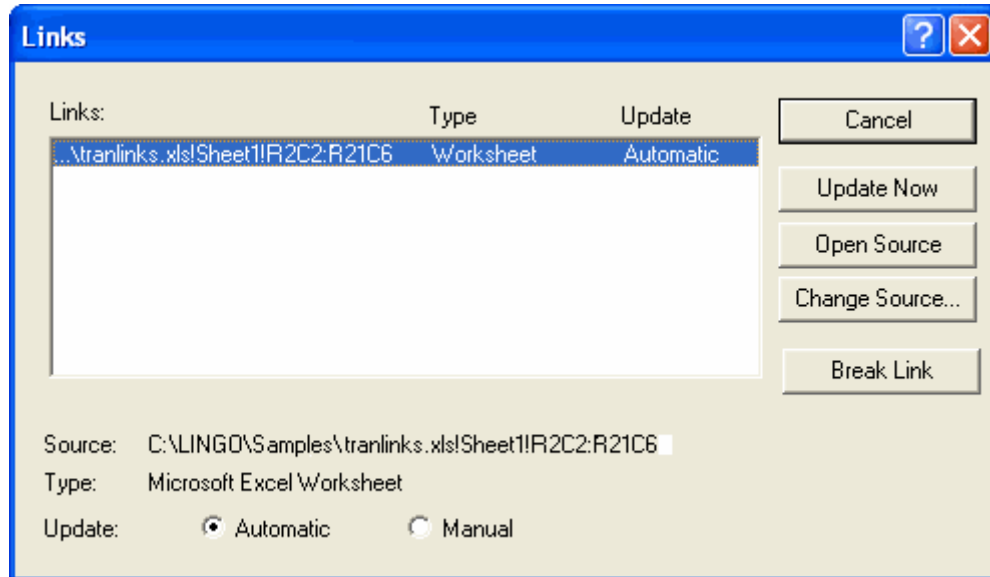 Links
Links: Type Update Cancel
...\tranlinks.xls!Sheet1!R2C2:R21C6 Worksheet Automatic
Update Now
Open Source
Change Source...
Break Link
Source: C:\LINGO\Samples\tranlinks.xls!Sheet1!R2C2:R21C6
Type: Microsoft Excel Worksheet
Update: Automatic Manual